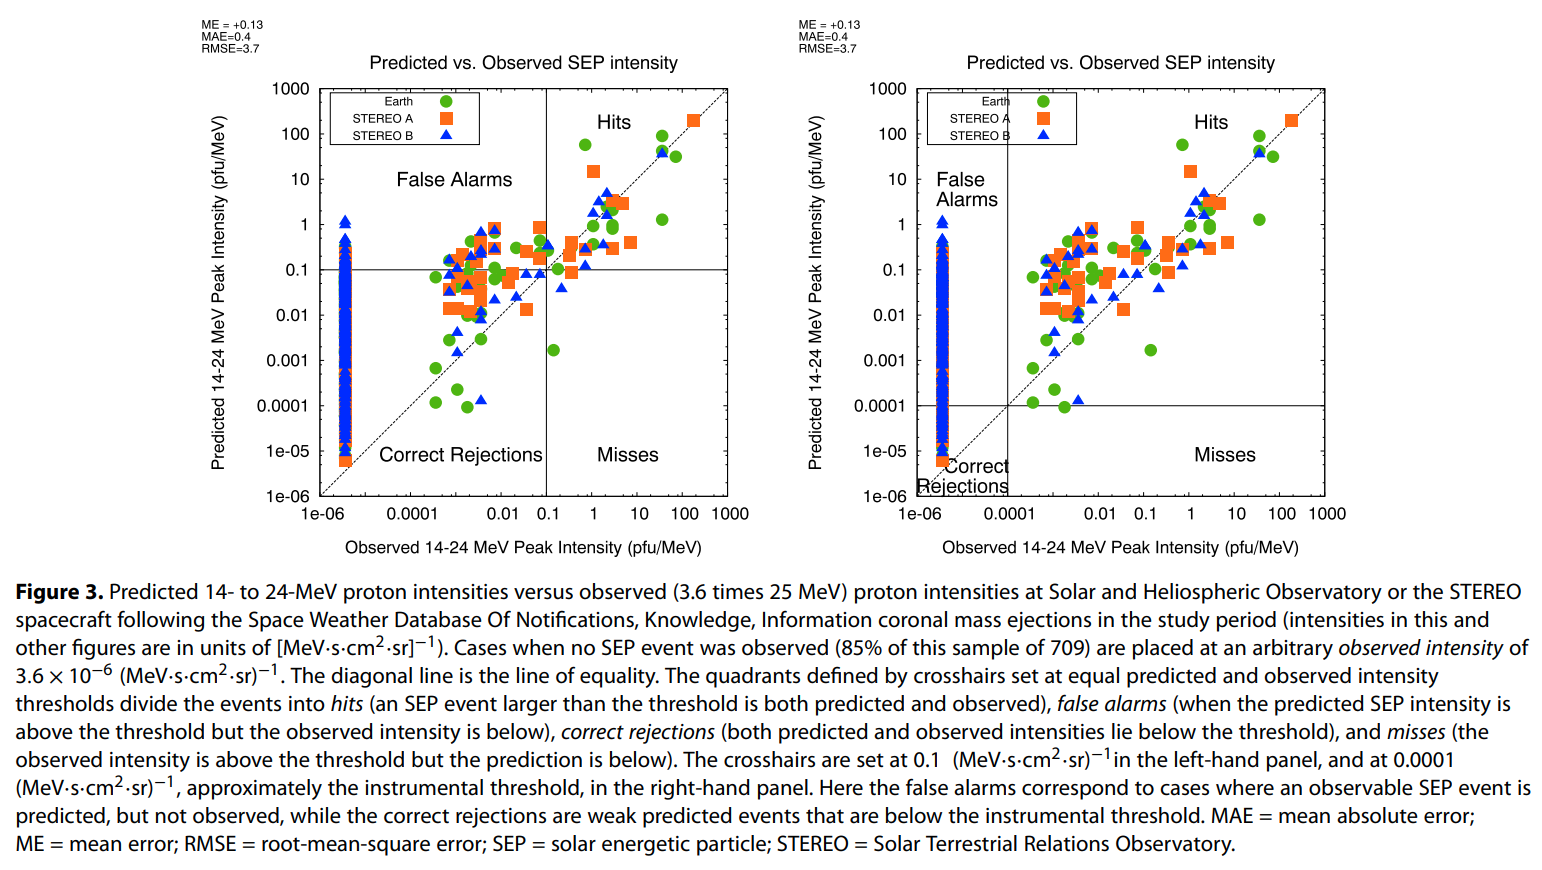 ME = +0.13
MAE=0.4
RMSE=3.7
Predicted vs. Observed SEP intensity
Predicted 14-24 MeV Peak Intensity (pfu/MeV)
1000
100
10
1
0.1
0.01
0.001
0.0001
1e-05
1e-06
Earth
STEREO A
STEREO B
Hits
False Alarms
Correct Rejections
Misses
1e-06 0.0001 0.01 0.1 1 10 100 1000
Observed 14-24 MeV Peak Intensity (pfu/MeV)
ME = +0.13
MAE=0.4
RMSE=3.7
Predicted vs. Observed SEP intensity
Predicted 14-24 MeV Peak Intensity (pfu/MeV)
1000
100
10
1
0.1
0.01
0.001
0.0001
1e-05
1e-06
Earth
STEREO A
STEREO B
Hits
False
Alarms
Correct
Rejections
Misses
1e-06 0.0001 0.01 0.1 1 10 100 1000
Observed 14-24 MeV Peak Intensity (pfu/MeV)
Figure 3. Predicted 14- to 24-MeV proton intensities versus observed (3.6 times 25 MeV) proton intensities at Solar and Heliospheric Observatory or the STEREO
spacecraft following the Space Weather Database Of Notifications, Knowledge, Information coronal mass ejections in the study period (intensities in this and
other figures are in units of [MeV·s·cm²·sr]⁻¹). Cases when no SEP event was observed (85% of this sample of 709) are placed at an arbitrary observed intensity of
3.6 × 10⁻⁶ (MeV·s·cm²·sr)⁻¹. The diagonal line is the line of equality. The quadrants defined by crosshairs set at equal predicted and observed intensity
thresholds divide the events into hits (an SEP event larger than the threshold is both predicted and observed), false alarms (when the predicted SEP intensity is
above the threshold but the observed intensity is below), correct rejections (both predicted and observed intensities lie below the threshold), and misses (the
observed intensity is above the threshold but the prediction is below). The crosshairs are set at 0.1 (MeV·s·cm²·sr)⁻¹in the left-hand panel, and at 0.0001
(MeV·s·cm²·sr)⁻¹, approximately the instrumental threshold, in the right-hand panel. Here the false alarms correspond to cases where an observable SEP event is
predicted, but not observed, while the correct rejections are weak predicted events that are below the instrumental threshold. MAE = mean absolute error;
ME = mean error; RMSE = root-mean-square error; SEP = solar energetic particle; STEREO = Solar Terrestrial Relations Observatory.